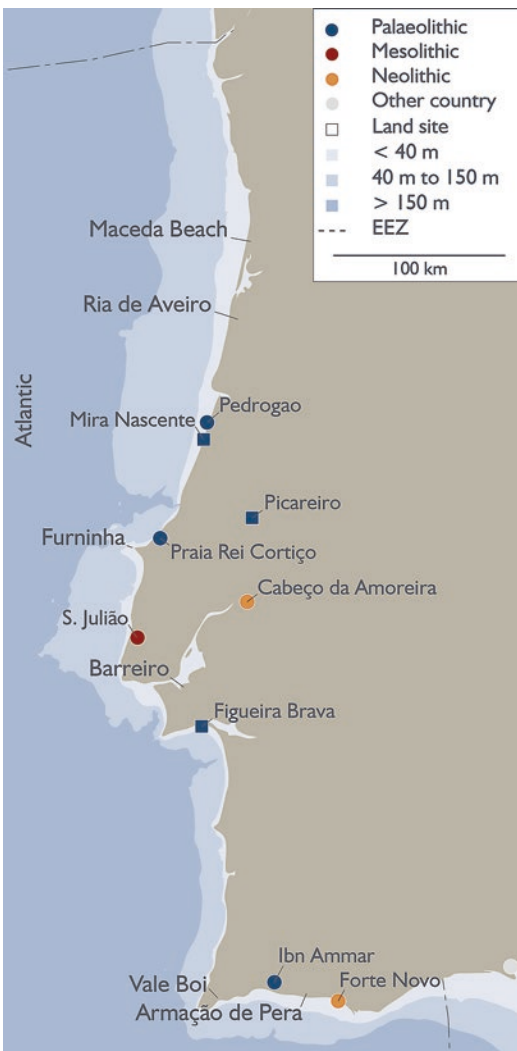 Palaeolithic
Mesolithic
Neolithic
Other country
Land site
< 40 m
40 m to 150 m
> 150 m
EEZ
100 km
Maceda Beach
Ria de Aveiro
Atlantic
Pedrogao
Mira Nascente
Picareiro
Furninha
Praia Rei Cortiço
Cabeço da Amoreira
S. Julião
Barreiro
Figueira Brava
Ibn Ammar
Vale Boi
Forte Novo
Armação de Pera